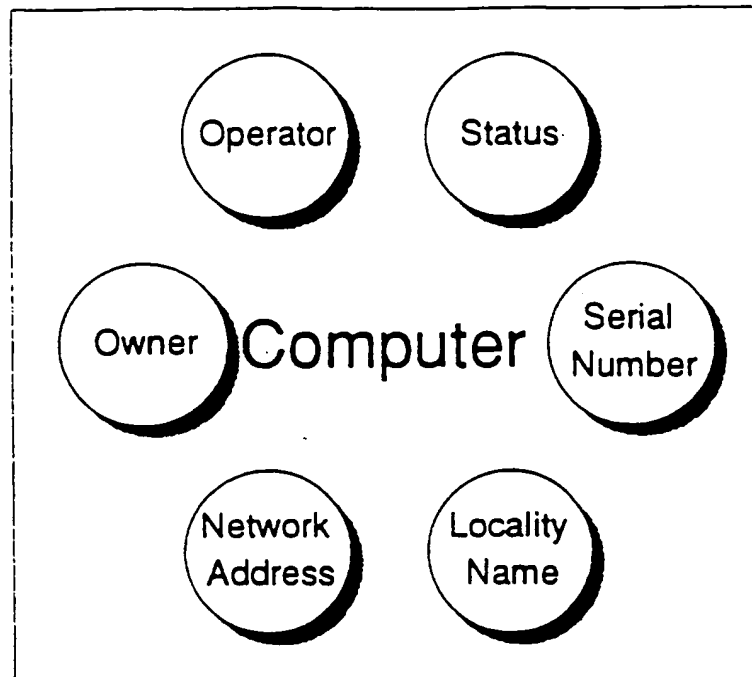 Operator
Status
Owner
Computer
Serial
Number
Network
Address
Locality
Name